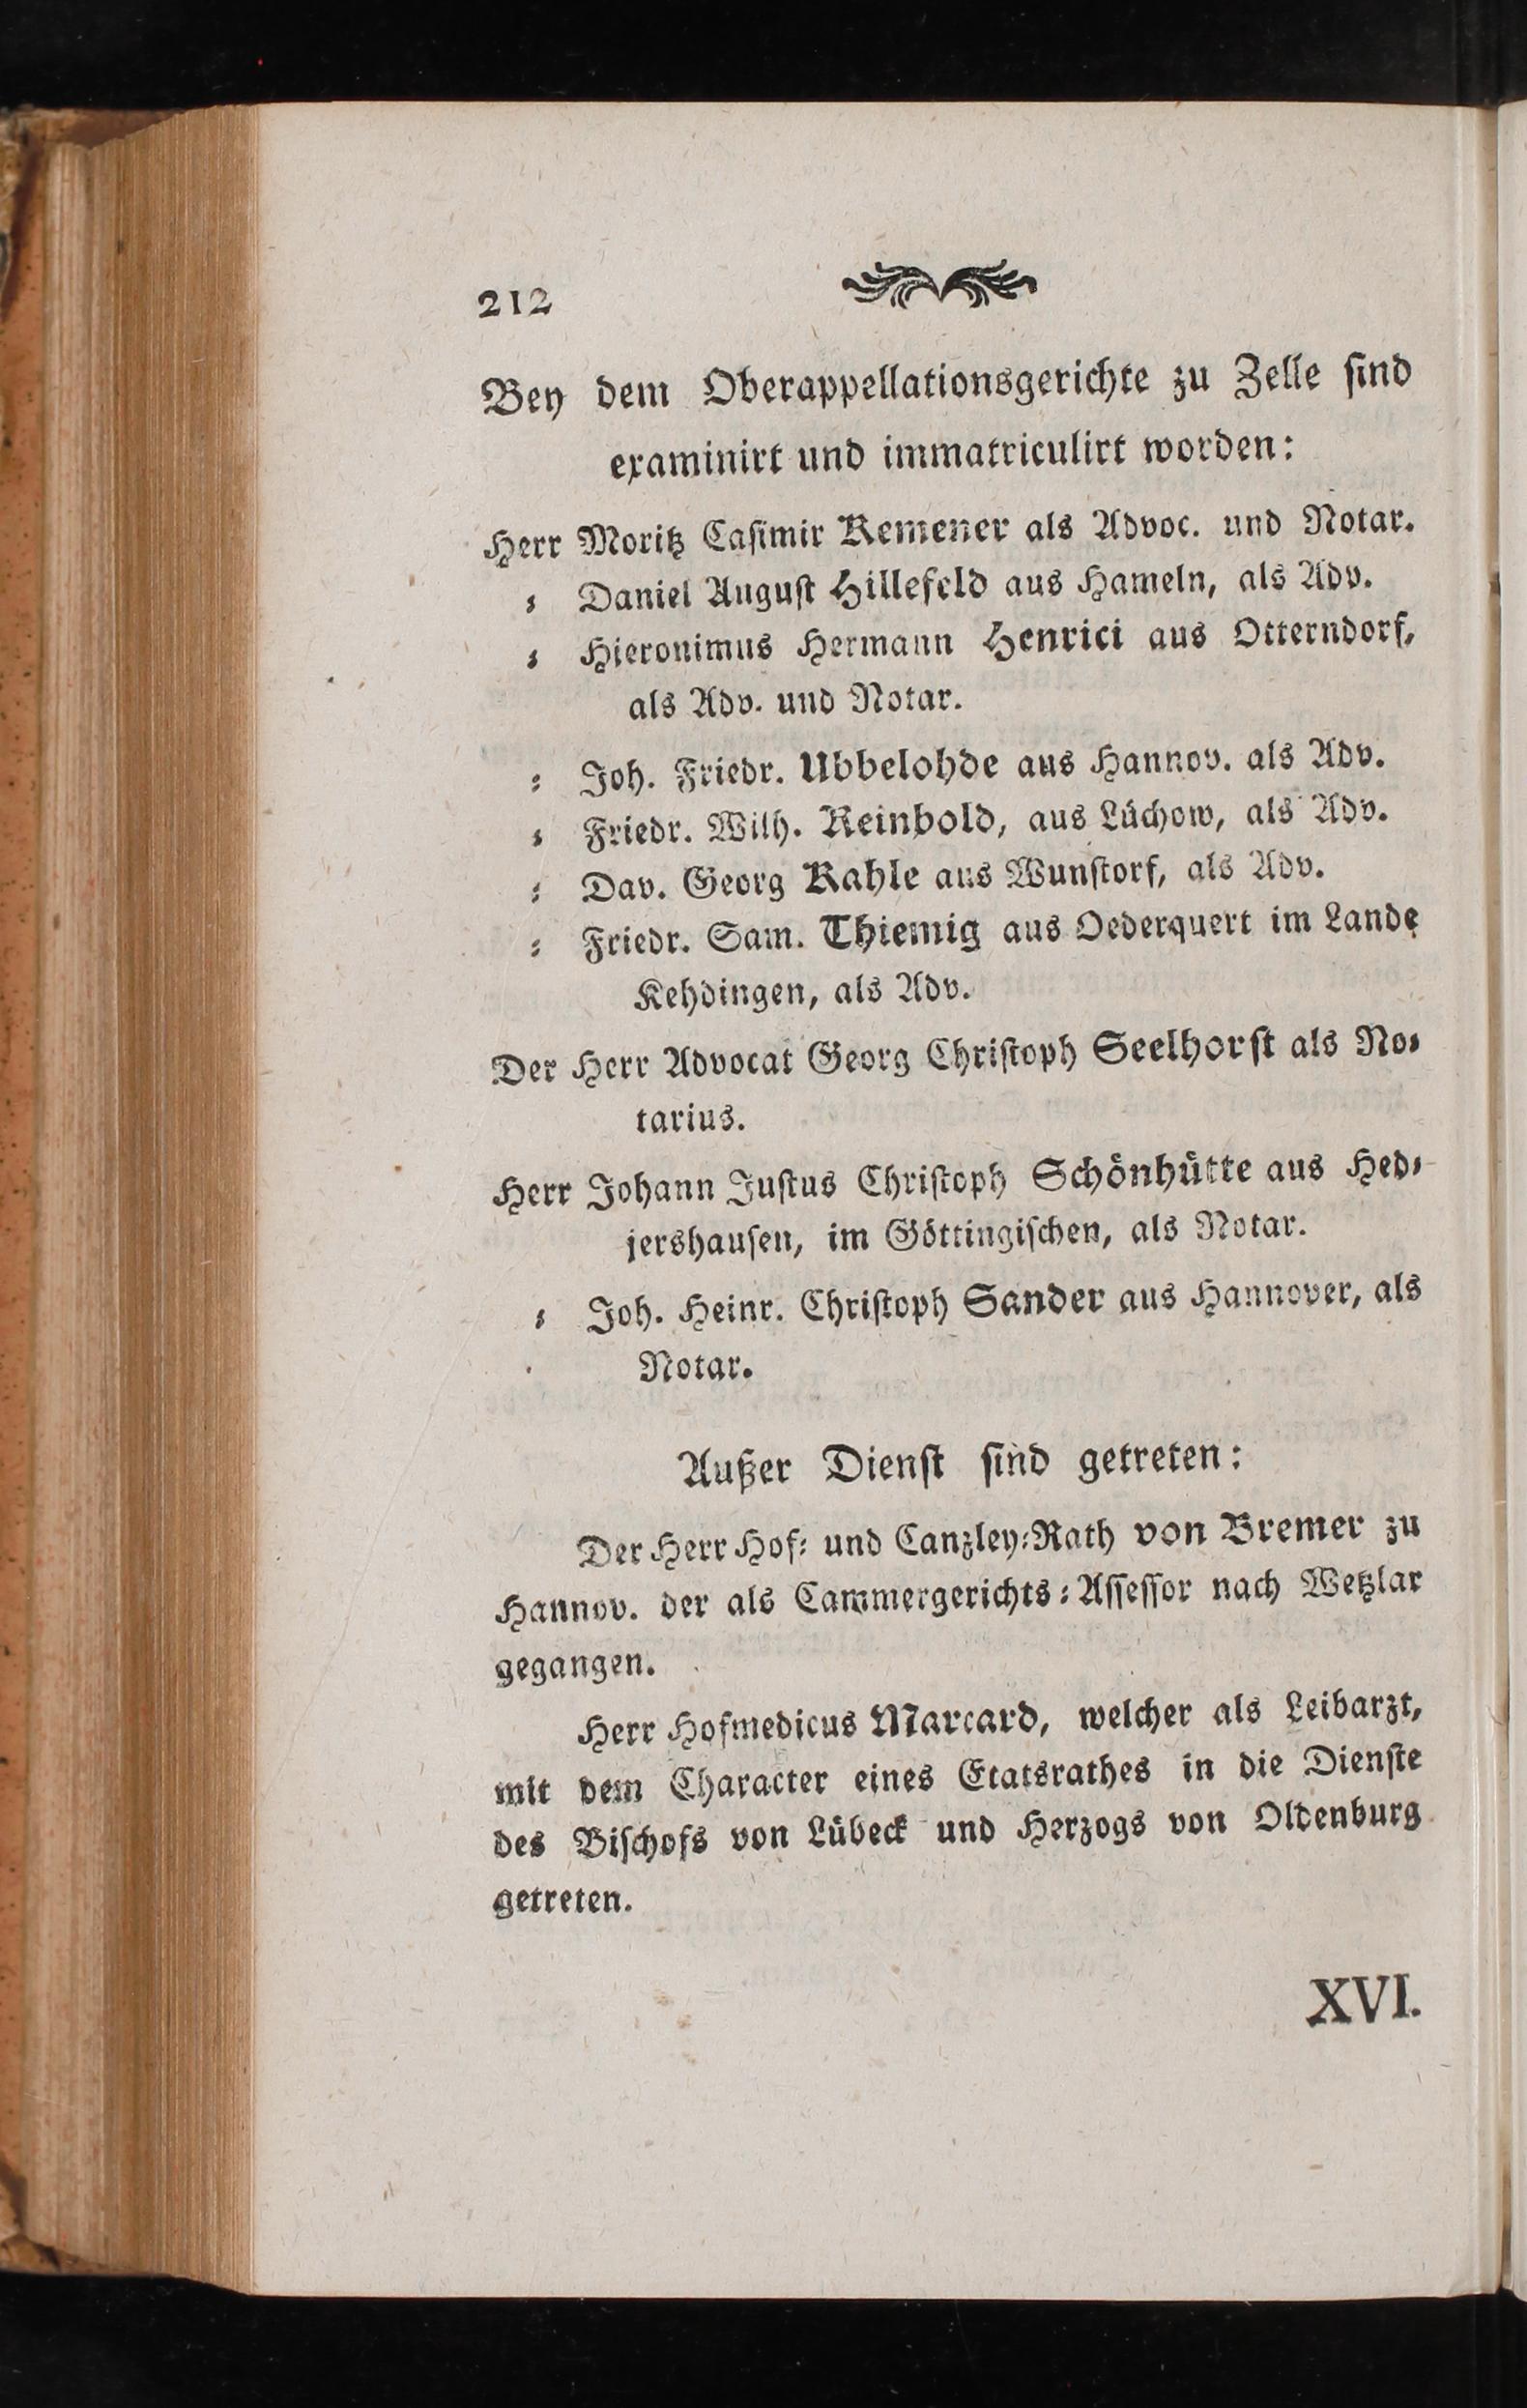 212
Bey dem Oberappellationsgerichte zu Zelle ſind
examinirt und immatriculirt worden:
Herr Moritz Caſimir Remener als Advoc. und Notar.
⸗ Daniel Auguſt Hillefeld aus Hameln, als Adv.
⸗ Hieronimus Hermann Henrici aus Otterndorf,
als Adv. und Notar.
⸗ Joh. Friedr. Ubbelohde aus Hannov. als Adv.
⸗ Friedr. Wilh. Reinbold, aus Lüchow, als Adv.
⸗ Dav. Georg Kahle aus Wunſtorf, als Adv.
⸗ Friedr. Sam. Thiemig aus Oederquert im Lande
Kehdingen, als Adv.
Der Herr Advocat Georg Chriſtoph Seelhorſt als No⸗
tarius.
Herr Johann Juſtus Chriſtoph Schönhütte aus Hed⸗
jershauſen, im Göttingiſchen, als Notar.
⸗ Joh. Heinr. Chriſtoph Sander aus Hannover, als
Notar.
Außer Dienſt ſind getreten:
Der Herr Hof⸗ und Canzley⸗Rath von Bremer zu
Hannov. der als Cammergerichts⸗Aſſeſſor nach Wetzlar
gegangen.
Herr Hofmedicus Marcard, welcher als Leibarzt,
mit dem Character eines Etatsrathes in die Dienſte
des Biſchofs von Lübeck und Herzogs von Oldenburg
getreten.
XVI.